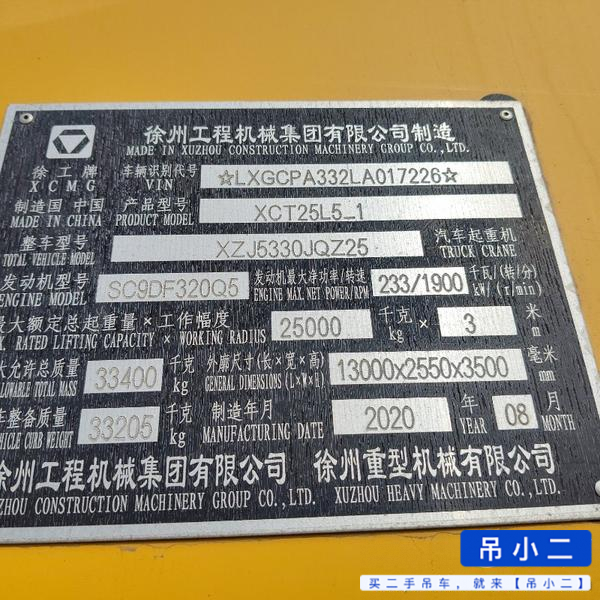 徐州工程机械集团有限公司制造
MADE IN XUZHOU CONSTRUCTION MACHINERY GROUP CO.,LTD.
徐工牌 车辆识别代号 ☆LXGCPA332LA017226☆
XCMG VIN
制造国 中国 产品型号 XCT25L5_1
MADE IN CHINA PRODUCT MODEL
整车型号 XZJ5330JQZ25 汽车起重机
TOTAL VEHICLE MODEL TRUCK CRANE
发动机型号 SC9DF320Q5 发动机最大净功率/转速 233/1900 千瓦/(转/分)
ENGINE MODEL ENGINE MAX. NET POWER/RPM kW/(r/min)
最大额定总起重量 × 工作幅度 25000 千克 × 3 米
RATED LIFTING CAPACITY × WORKING RADIUS kg m
大允许总质量 33400 千克 外廓尺寸(长×宽×高) 13000x2550x3500 毫米
TOTAL MASS kg GENERAL DIMENSIONS (L×W×H) mm
整备质量 33205 千克 制造年月 2020 年 08 月
CURB WEIGHT kg MANUFACTURING DATE YEAR MONTH
徐州工程机械集团有限公司 徐州重型机械有限公司
ZHOU CONSTRUCTION MACHINERY GROUP CO.,LTD. XUZHOU HEAVY MACHINERY CO.,LTD.
吊小二
买二手吊车，就来【吊小二】